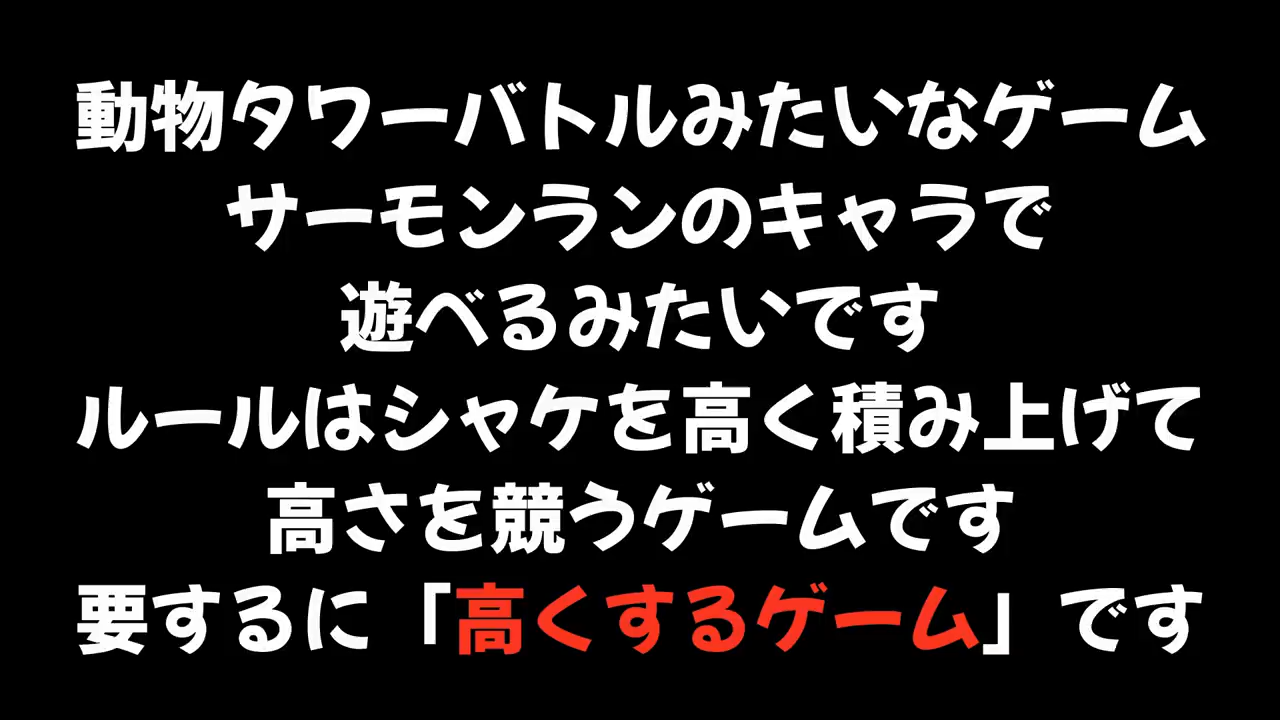 動物タワーバトルみたいなゲーム
サーモンランのキャラで
遊べるみたいです
ルールはシャケを高く積み上げて
高さを競うゲームです
要するに「高くするゲーム」です